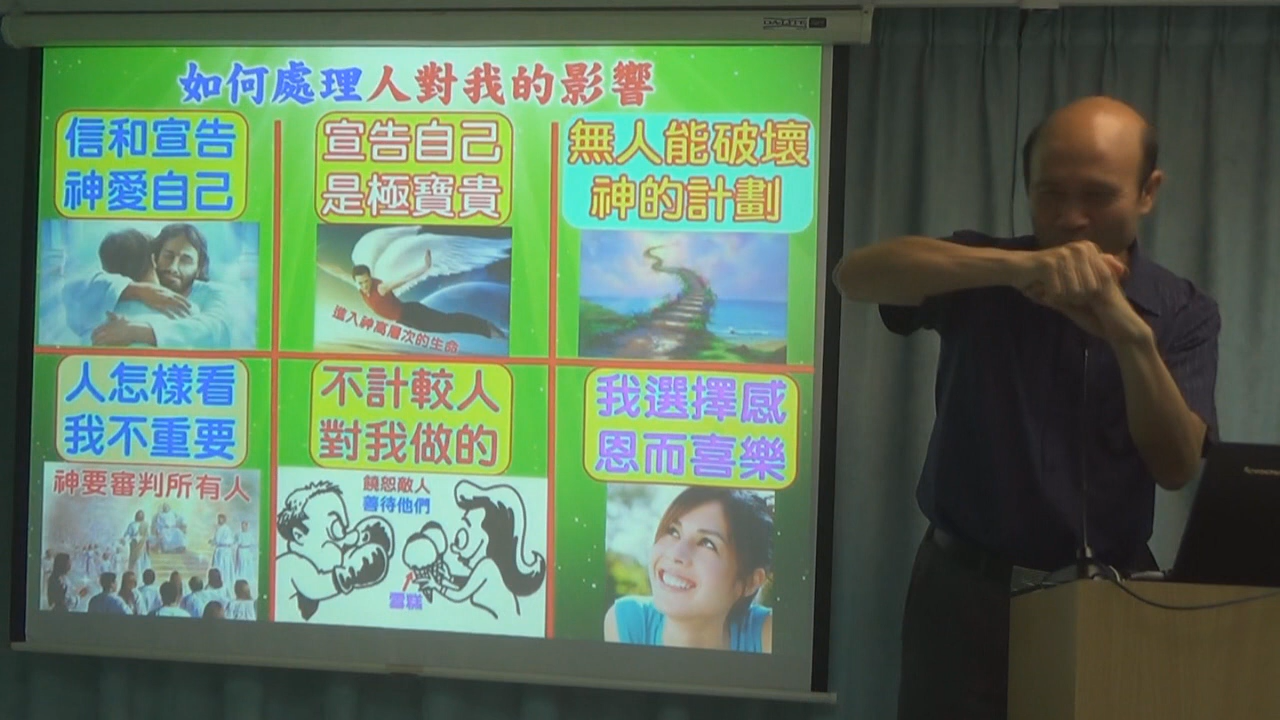 DA-LITE
如何處理人對我的影響
信和宣告
神愛自己
宣告自己
是極寶貴
無人能破壞
神的計劃
進入神高層次的生命
人怎樣看
我不重要
神要審判所有人
不計較人
對我做的
饒恕敵人
善待他們
雪糕
我選擇感
恩而喜樂